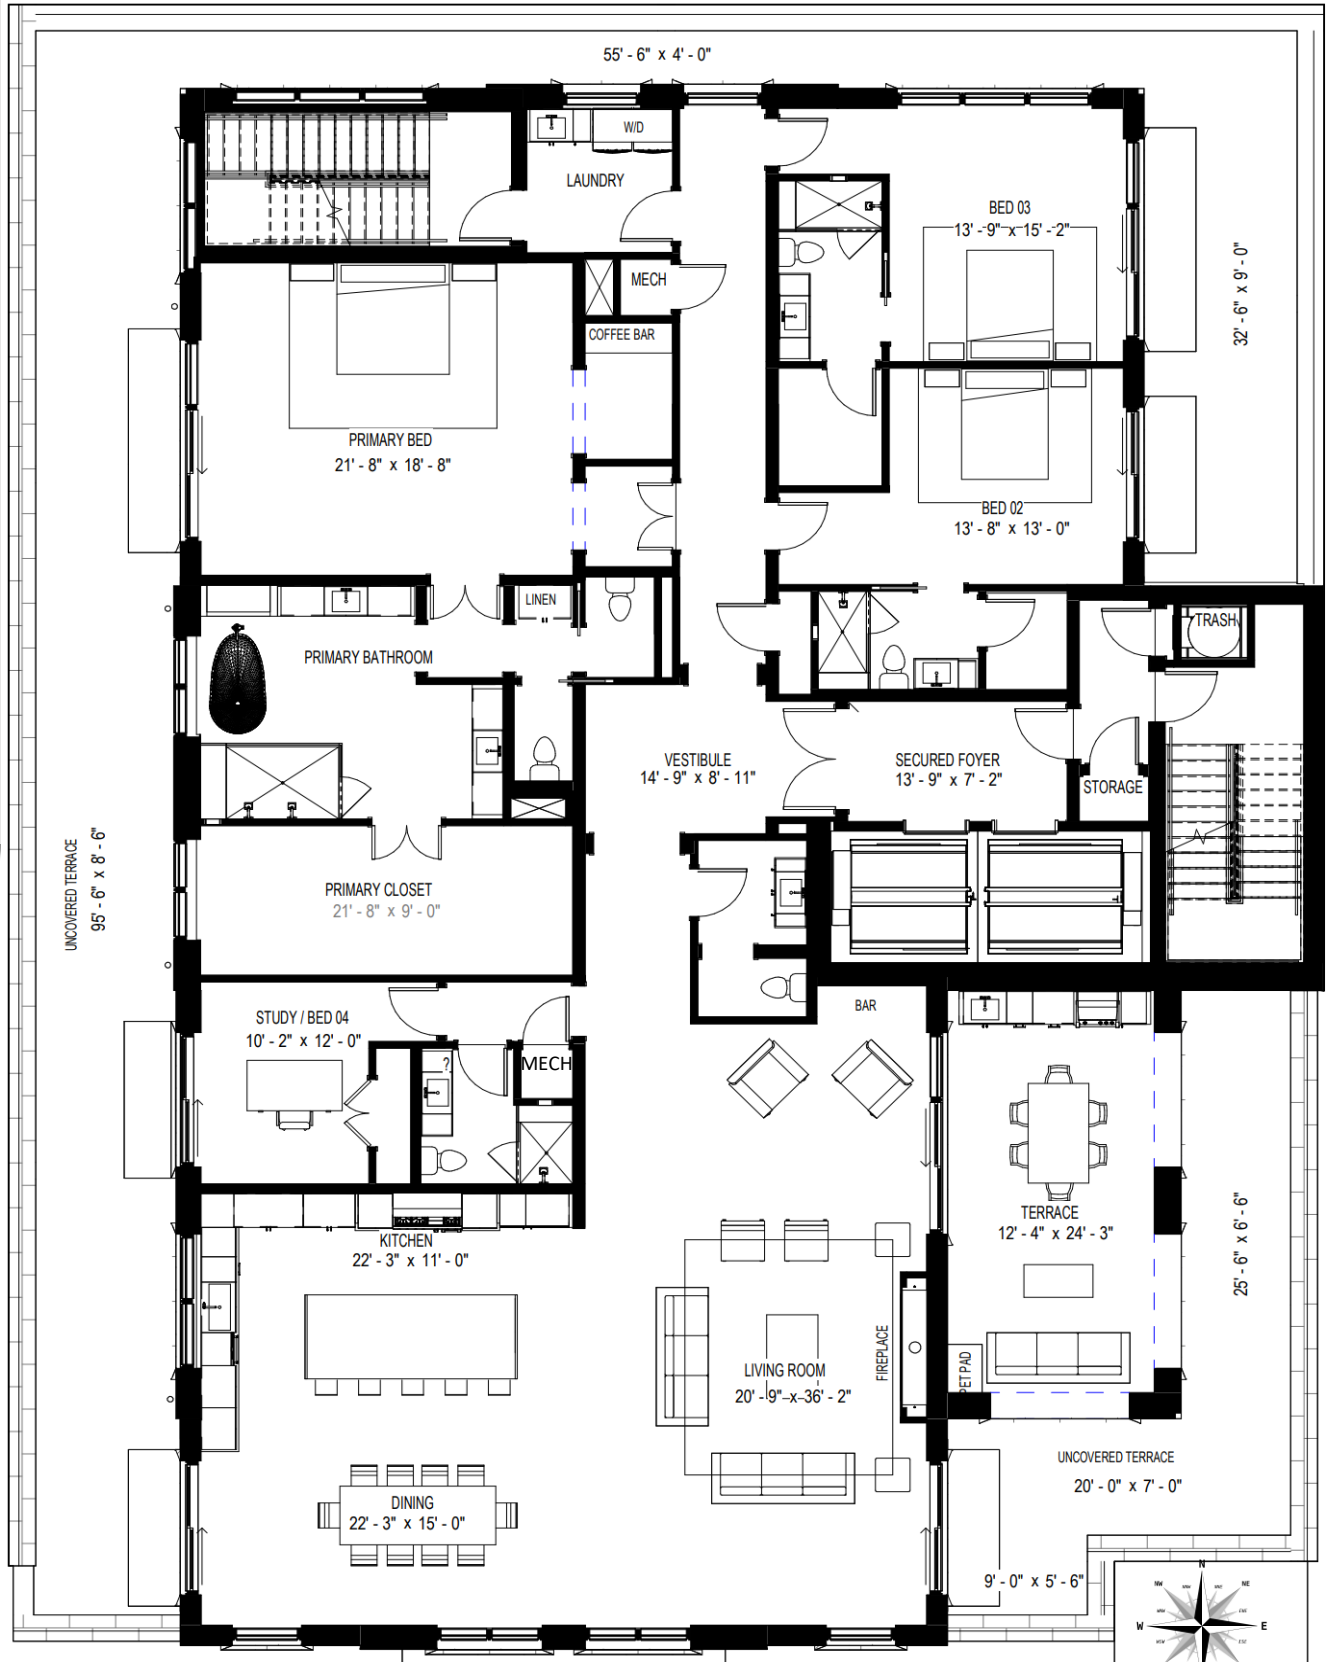 55' - 6" x 4' - 0"
W/D
LAUNDRY
BED 03
13' - 9" x 15' - 2"
32' - 6" x 9' - 0"
MECH
COFFEE BAR
PRIMARY BED
21' - 8" x 18' - 8"
BED 02
13' - 8" x 13' - 0"
LINEN
TRASH
PRIMARY BATHROOM
VESTIBULE
14' - 9" x 8' - 11"
SECURED FOYER
13' - 9" x 7' - 2"
STORAGE
UNCOVERED TERRACE
95' - 6" x 8' - 6"
PRIMARY CLOSET
21' - 8" x 9' - 0"
BAR
STUDY / BED 04
10' - 2" x 12' - 0"
?
MECH
TERRACE
12' - 4" x 24' - 3"
25' - 6" x 6' - 6"
KITCHEN
22' - 3" x 11' - 0"
FIREPLACE
LIVING ROOM
20' - 9" x 36' - 2"
PET PAD
UNCOVERED TERRACE
20' - 0" x 7' - 0"
DINING
22' - 3" x 15' - 0"
9' - 0" x 5' - 6"
N
NW
NE
W
E